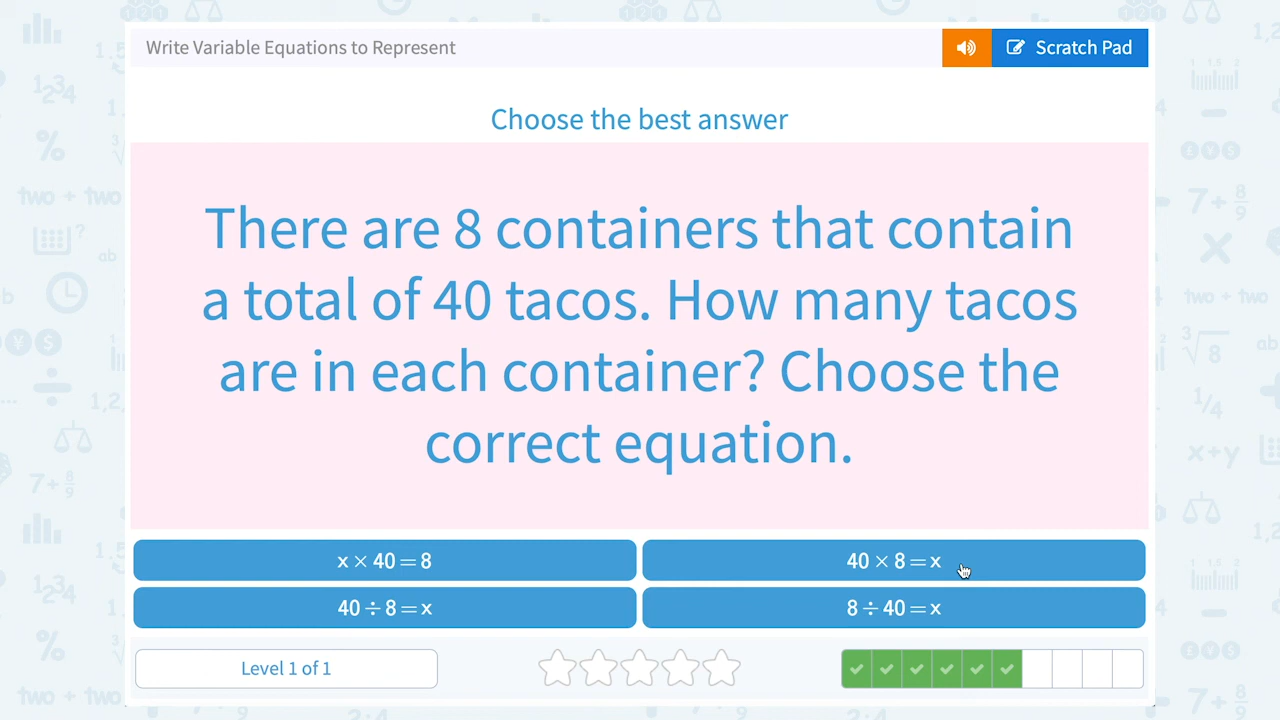 Write Variable Equations to Represent
Scratch Pad
Choose the best answer
There are 8 containers that contain
a total of 40 tacos. How many tacos
are in each container? Choose the
correct equation.
x × 40 = 8
40 × 8 = x
40 ÷ 8 = x
8 ÷ 40 = x
Level 1 of 1